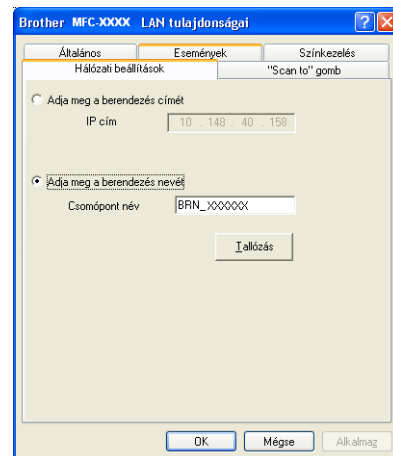 Brother MFC-XXXX LAN tulajdonságai
Általános Események Színkezelés
Hálózati beállítások "Scan to" gomb
Adja meg a berendezés címét
IP cím 10 . 148 . 40 . 158
Adja meg a berendezés nevét
Csomópont név BRN_XXXXXX
Tallózás
OK Mégse Alkalmaz